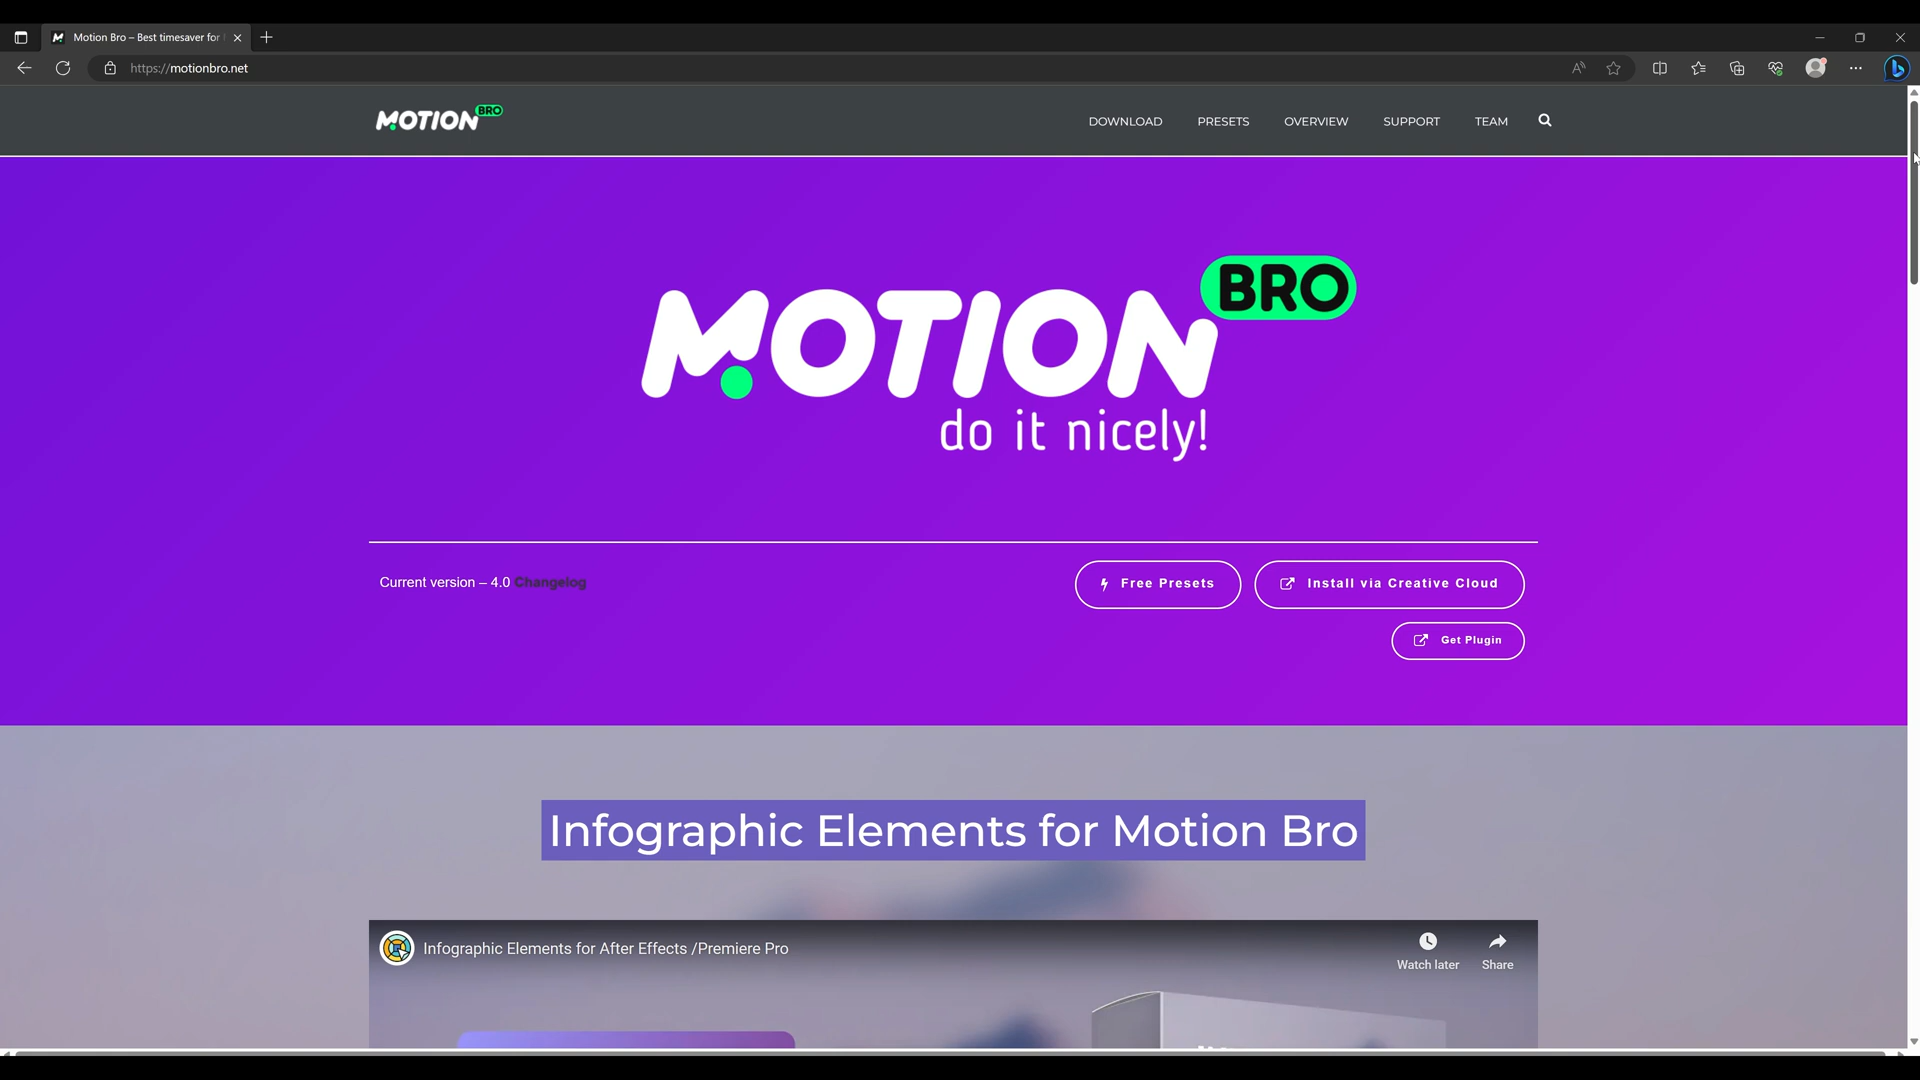 Motion Bro – Best timesaver for
https://motionbro.net
MOTION BRO
DOWNLOAD
PRESETS
OVERVIEW
SUPPORT
TEAM
MOTION BRO
do it nicely!
Current version – 4.0 Changelog
Free Presets
Install via Creative Cloud
Get Plugin
Infographic Elements for Motion Bro
Infographic Elements for After Effects /Premiere Pro
Watch later
Share